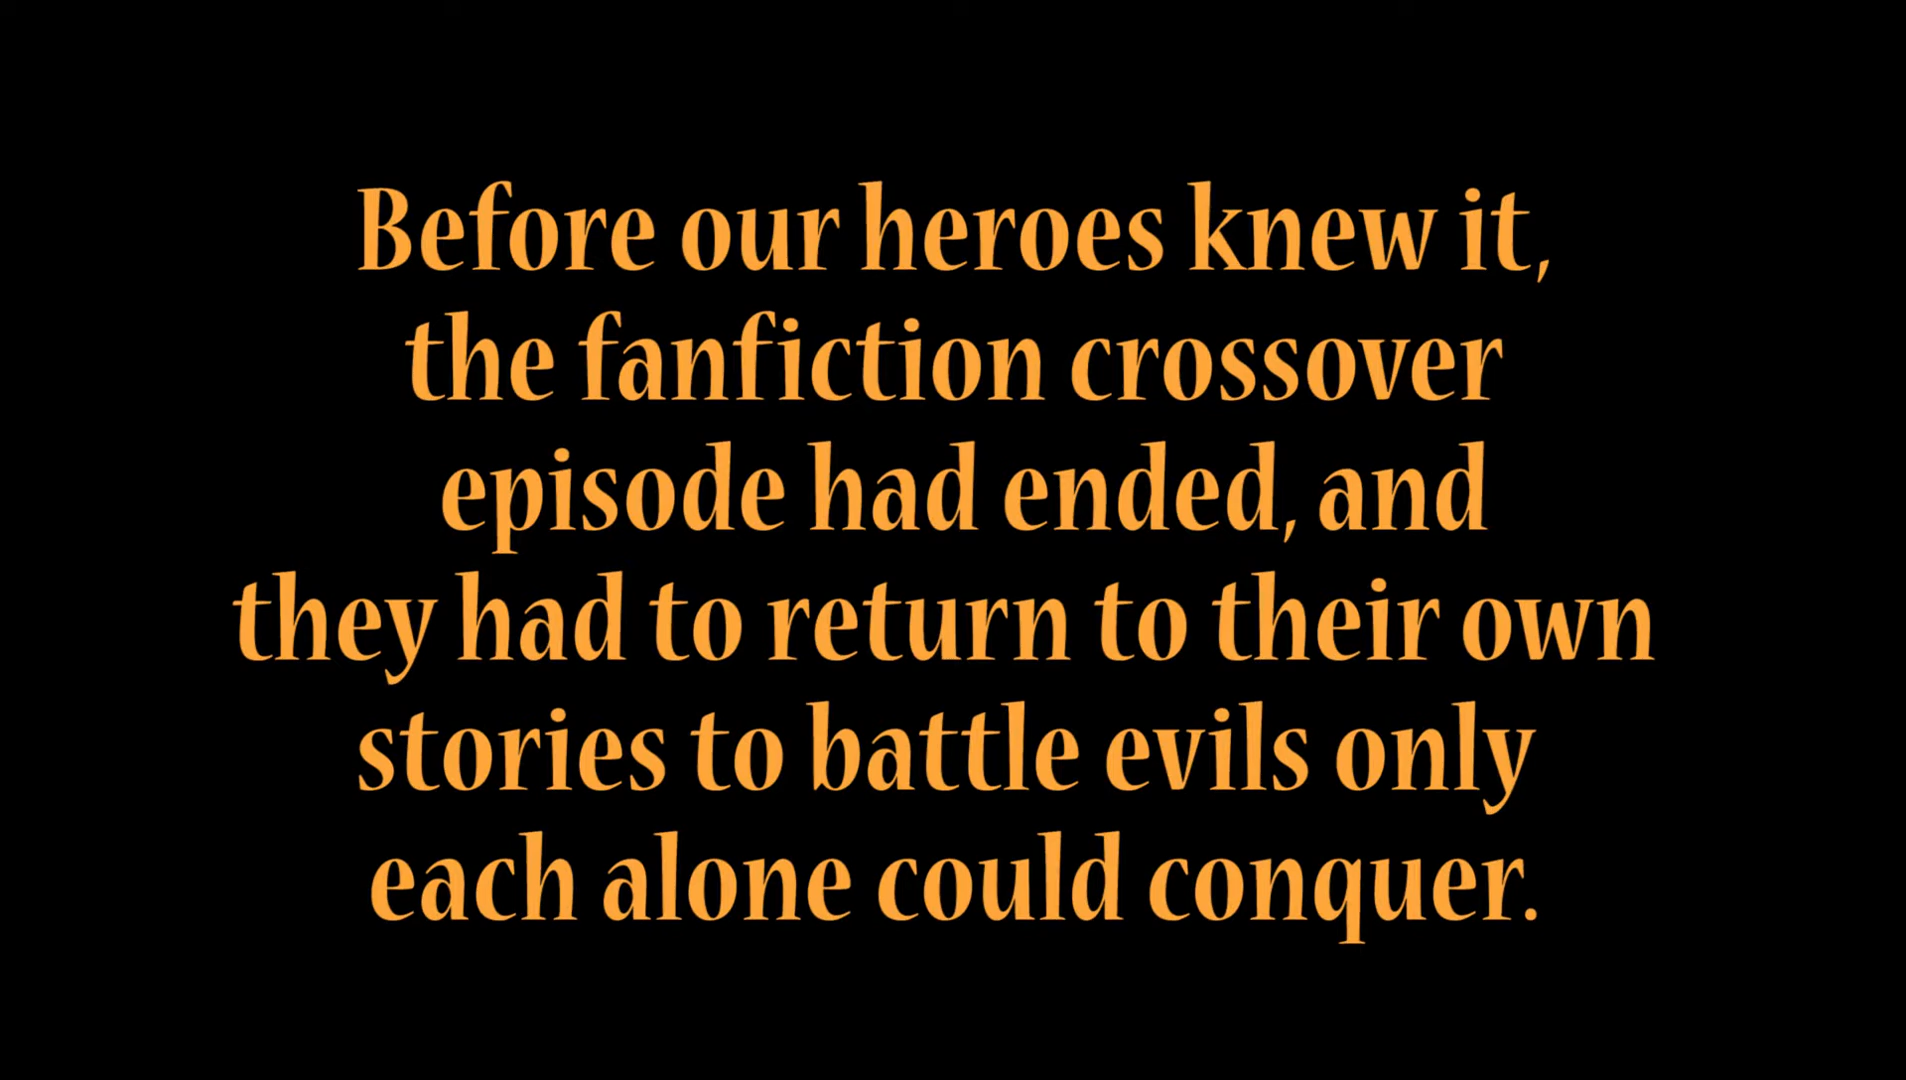 Before our heroes knew it,
the fanfiction crossover
episode had ended, and
they had to return to their own
stories to battle evils only
each alone could conquer.